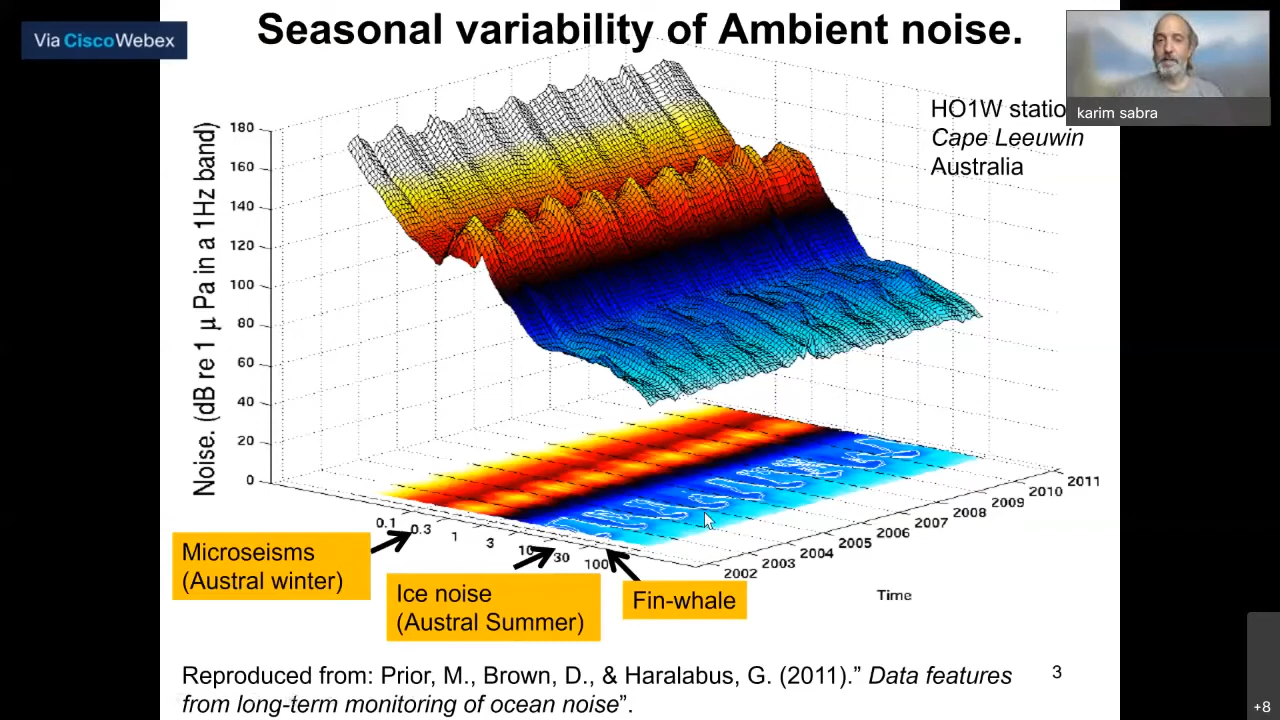 Seasonal variability of Ambient noise.
Via CiscoWebex
karim sabra
HO1W statio
Cape Leeuwin
Australia
Noise. (dB re 1 μ Pa in a 1Hz band)
180
160
140
120
100
80
60
40
20
0
0.1
0.3
1
3
10
30
100
2002
2003
2004
2005
2006
2007
2008
2009
2010
2011
Time
Microseisms
(Austral winter)
Ice noise
(Austral Summer)
Fin-whale
Reproduced from: Prior, M., Brown, D., & Haralabus, G. (2011).” Data features
from long-term monitoring of ocean noise”.
3
+8